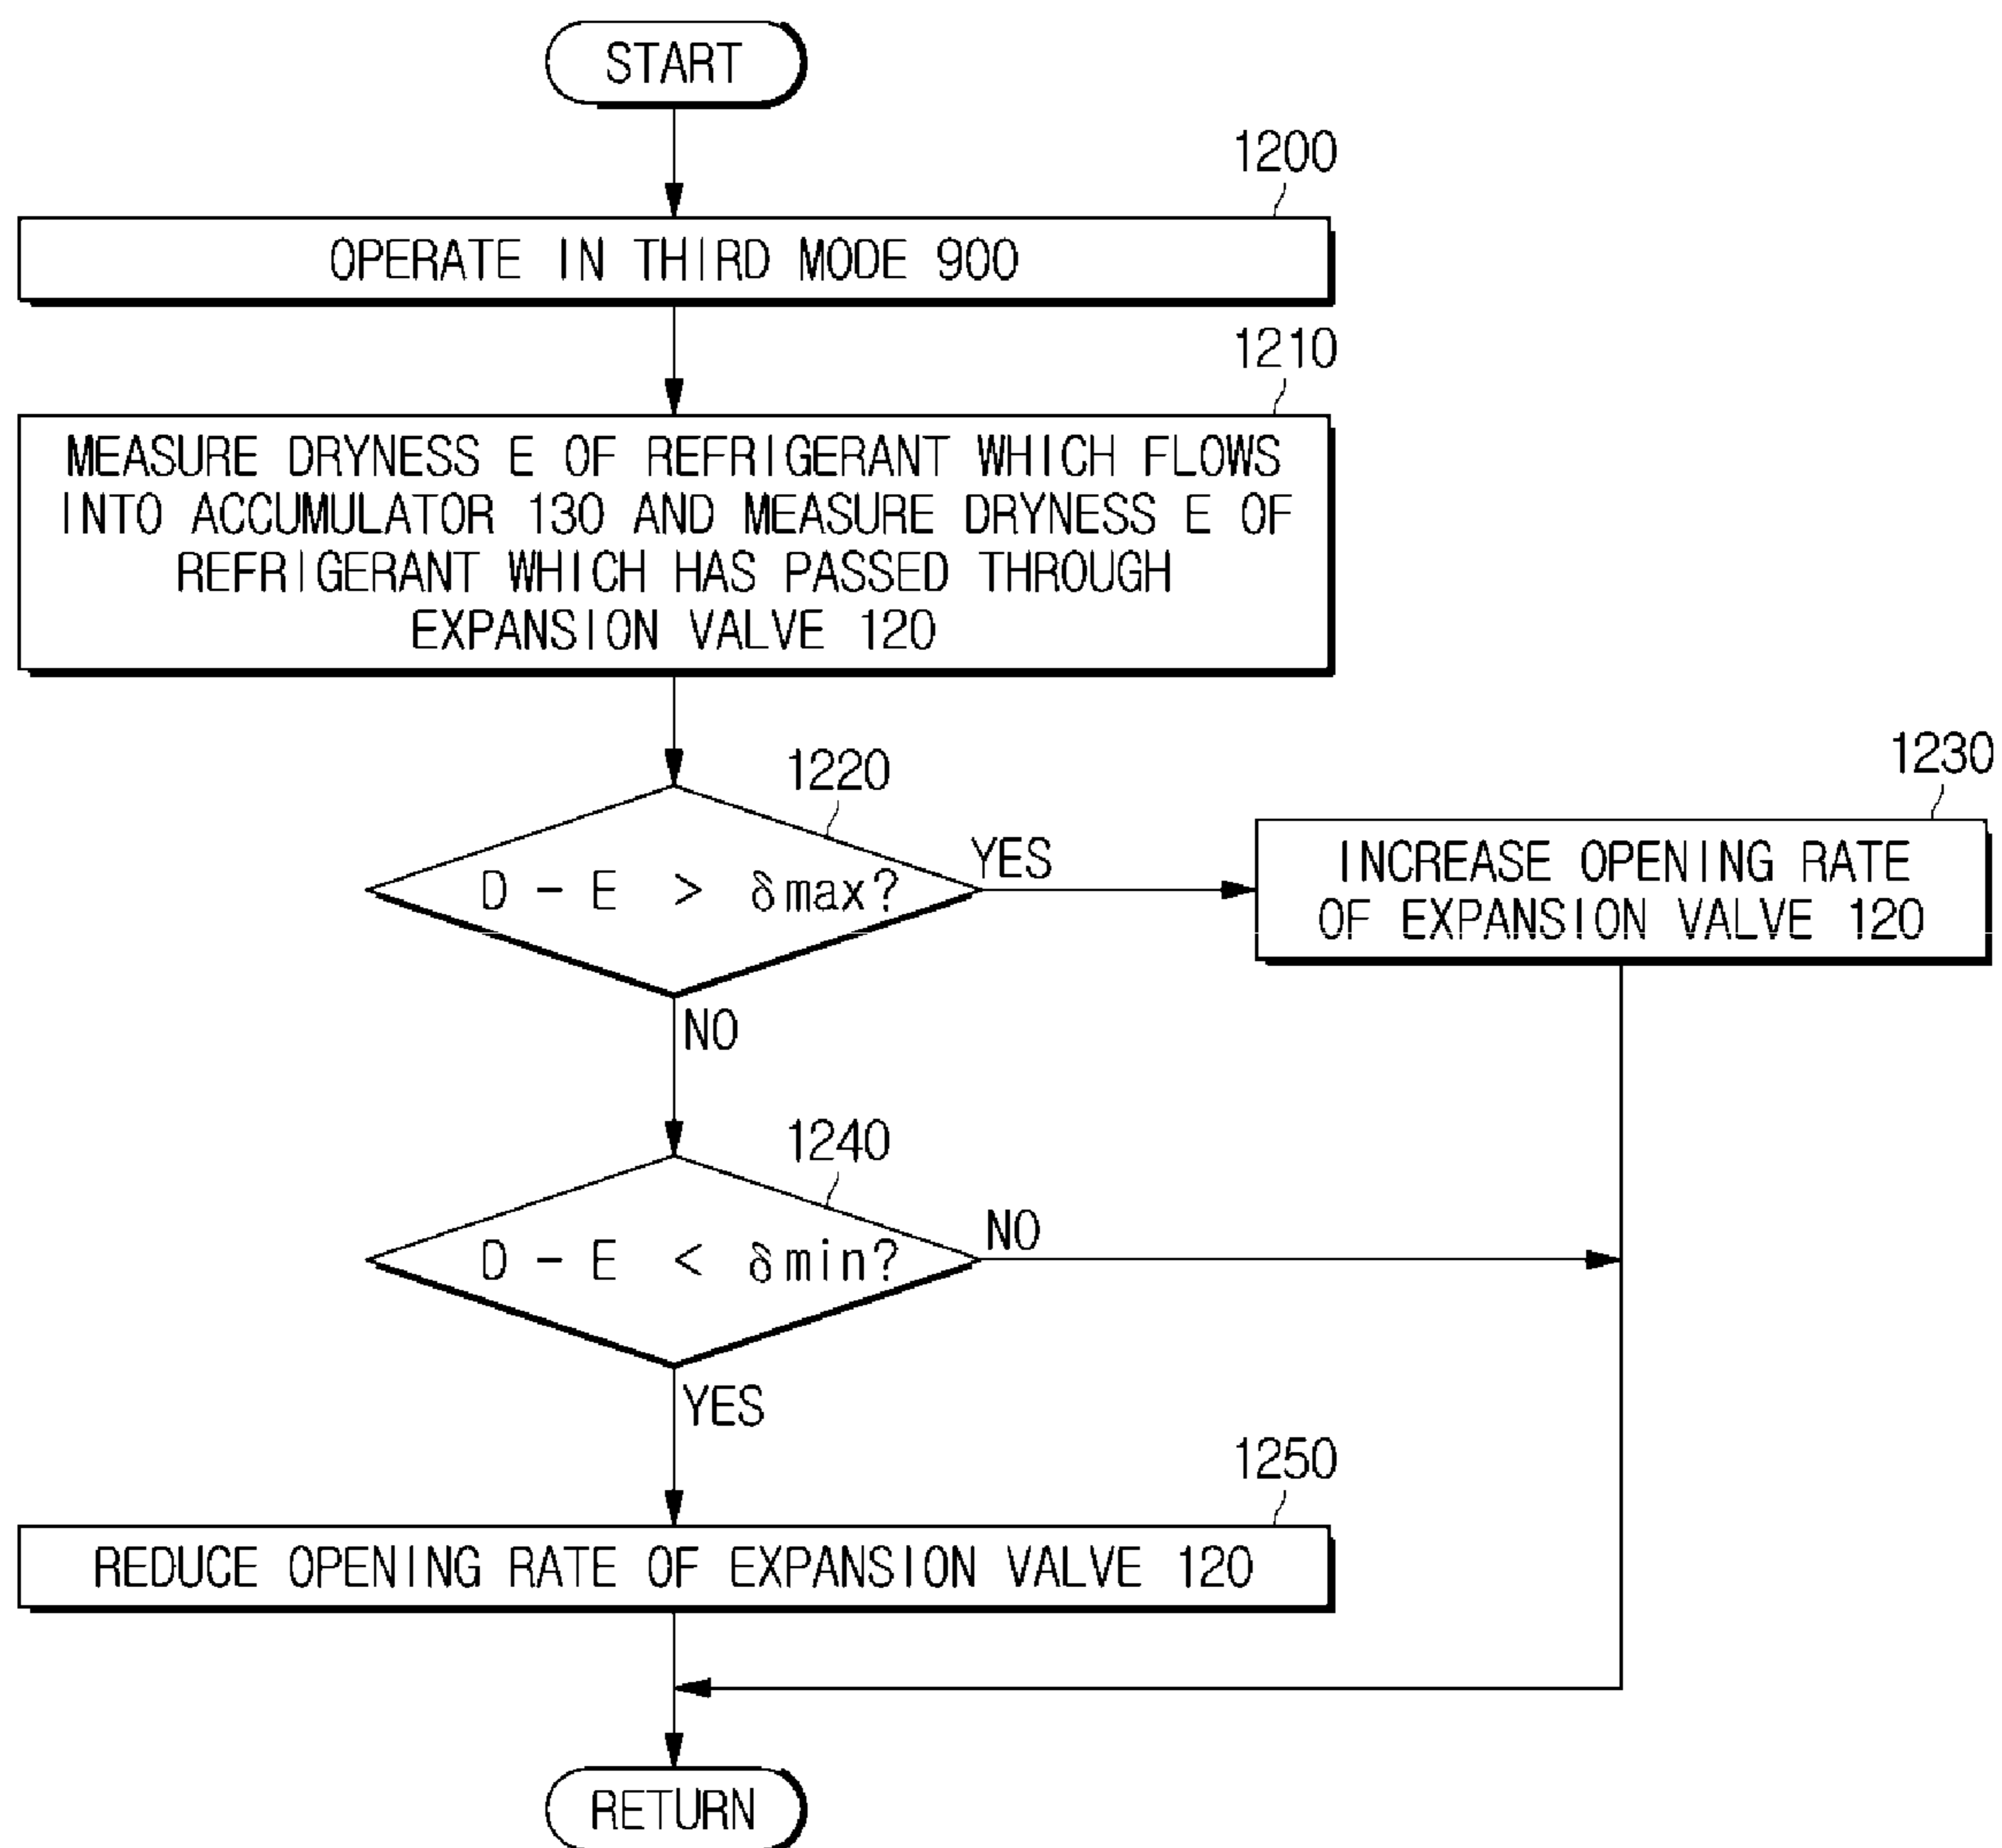 START
1200
OPERATE IN THIRD MODE 900
1210
MEASURE DRYNESS E OF REFRIGERANT WHICH FLOWS
INTO ACCUMULATOR 130 AND MEASURE DRYNESS E OF
REFRIGERANT WHICH HAS PASSED THROUGH
EXPANSION VALVE 120
1220
D - E > δmax?
YES
1230
INCREASE OPENING RATE
OF EXPANSION VALVE 120
NO
1240
D - E < δmin?
NO
YES
1250
REDUCE OPENING RATE OF EXPANSION VALVE 120
RETURN